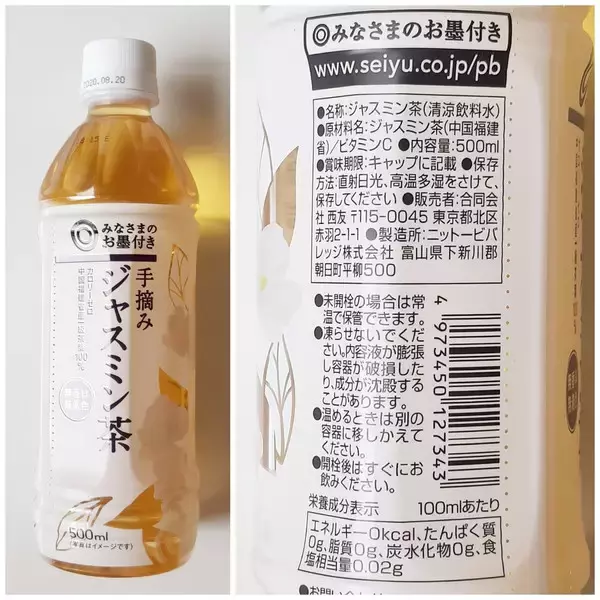 2020.08.20
みなさまの
お墨付き
手摘み
ジャスミン茶
カロリーゼロ
500ml
(写真はイメージです)
みなさまのお墨付き
www.seiyu.co.jp/pb
●名称:ジャスミン茶(清涼飲料水)
●原材料名:ジャスミン茶(中国福建
省)/ビタミンC ●内容量:500ml
●賞味期限:キャップに記載 ●保存
方法:直射日光、高温多湿をさけて、
保存してください ●販売者:合同会
社 西友 〒115-0045 東京都北区
赤羽2-1-1 ●製造所:ニットービバ
レッジ株式会社 富山県下新川郡
朝日町平柳500
●未開栓の場合は常
温で保管できます。
●凍らせないでくだ
さい。内容液が膨張
し容器が破損した
り、成分が沈殿する
ことがあります。
●温めるときは別の
容器に移しかえて
ください。
●開栓後はすぐにお
飲みください。
4 973450 127343
栄養成分表示 100mlあたり
エネルギー0kcal、たんぱく質
0g、脂質0g、炭水化物0g、食
塩相当量0.02g